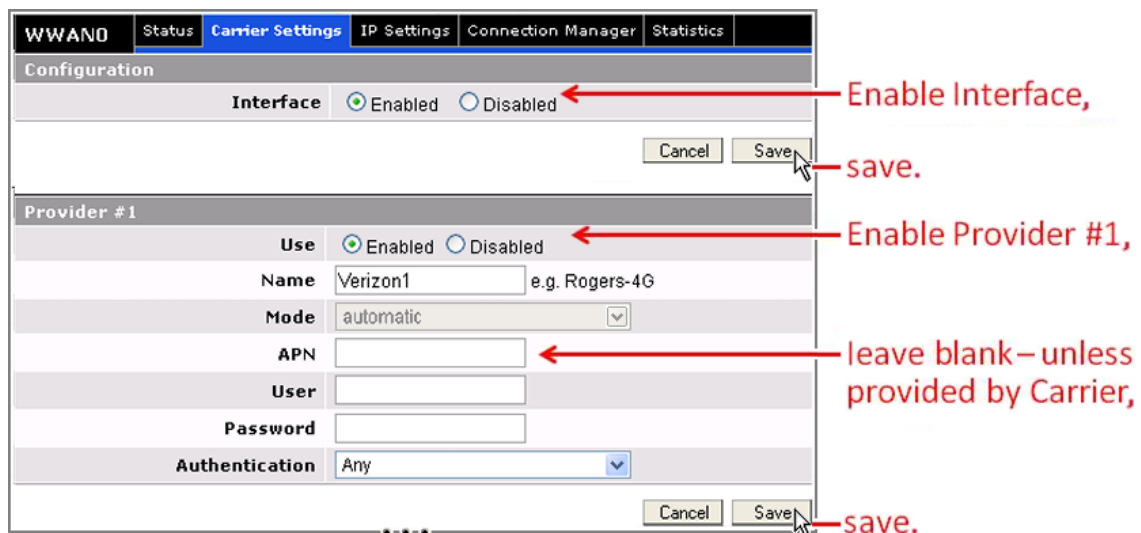 WWAN0 Status Carrier Settings IP Settings Connection Manager Statistics
Configuration
Interface Enabled Disabled
Enable Interface,
Cancel Save
save.
Provider #1
Use Enabled Disabled
Enable Provider #1,
Name Verizon1 e.g. Rogers-4G
Mode automatic
APN
leave blank – unless
provided by Carrier,
User
Password
Authentication Any
Cancel Save
save.